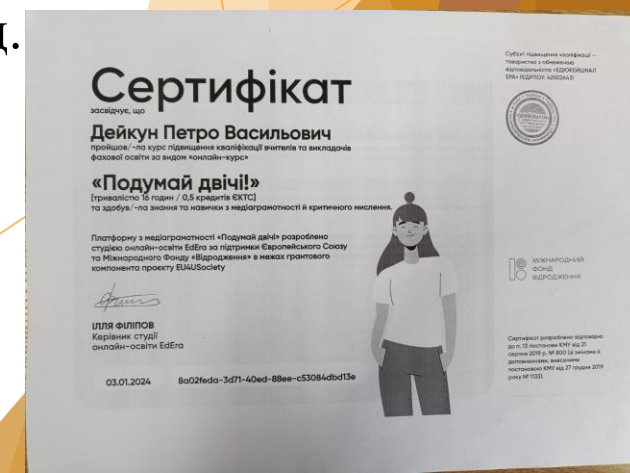 д.
Сертифікат
засвідчує, що
Дейкун Петро Васильович
пройшов/-ла курс підвищення кваліфікації вчителів та викладачів
фахової освіти за видом «онлайн-курс»
«Подумай двічі!»
[тривалістю 16 годин / 0,5 кредитів ЄКТС]
та здобув/-ла знання та навички з медіаграмотності й критичного мислення.
Платформу з медіаграмотності «Подумай двічі» розроблено
студією онлайн-освіти EdEra за підтримки Європейського Союзу
та Міжнародного Фонду «Відродження» в межах грантового
компонента проєкту EU4USociety
ІЛЛЯ ФІЛІПОВ
Керівник студії
онлайн-освіти EdEra
03.01.2024
8a02feda-3d71-40ed-88ee-c53084dbd13e
Суб'єкт підвищення кваліфікації –
товариство з обмеженою
відповідальністю «ЕДЮКЕЙШНАЛ
ЕРА» (ЄДРПОУ: 42502643)
МІЖНАРОДНИЙ
ФОНД
ВІДРОДЖЕННЯ
Сертифікат розроблено відповідно
до п. 13 постанови КМУ від 21
серпня 2019 р. № 800 (зі змінами й
доповненнями, внесеними
постановою КМУ від 27 грудня 2019
року № 1133).